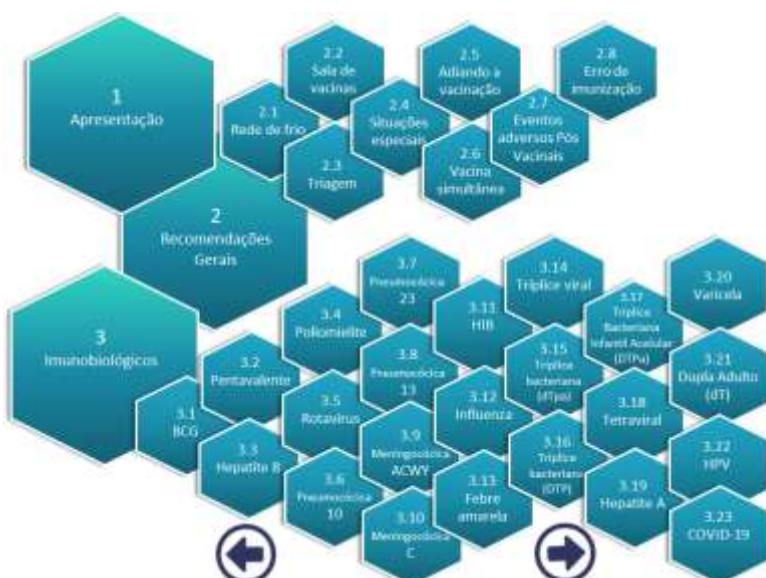 1
Apresentação
2
Recomendações
Gerais
2.1
Rede de frio
2.2
Sala de
vacinas
2.3
Triagem
2.4
Situações
especiais
2.5
Adiando a
vacinação
2.6
Vacina
simultânea
2.7
Eventos
adversos Pós
Vacinais
2.8
Erro de
imunização
3
Imunobiológicos
3.1
BCG
3.2
Pentavalente
3.3
Hepatite B
3.4
Poliomielite
3.5
Rotavírus
3.6
Pneumocócica
10
3.7
Pneumocócica
23
3.8
Pneumocócica
13
3.9
Meningocócica
ACWY
3.10
Meningocócica
C
3.11
HIB
3.12
Influenza
3.13
Febre
amarela
3.14
Tríplice viral
3.15
Tríplice
bacteriana
(dTpa)
3.16
Tríplice
bacteriana
(DTP)
3.17
Tríplice
Bacteriana
Infantil Acelular
(DTPa)
3.18
Tetraviral
3.19
Hepatite A
3.20
Varicela
3.21
Dupla Adulto
(dT)
3.22
HPV
3.23
COVID-19